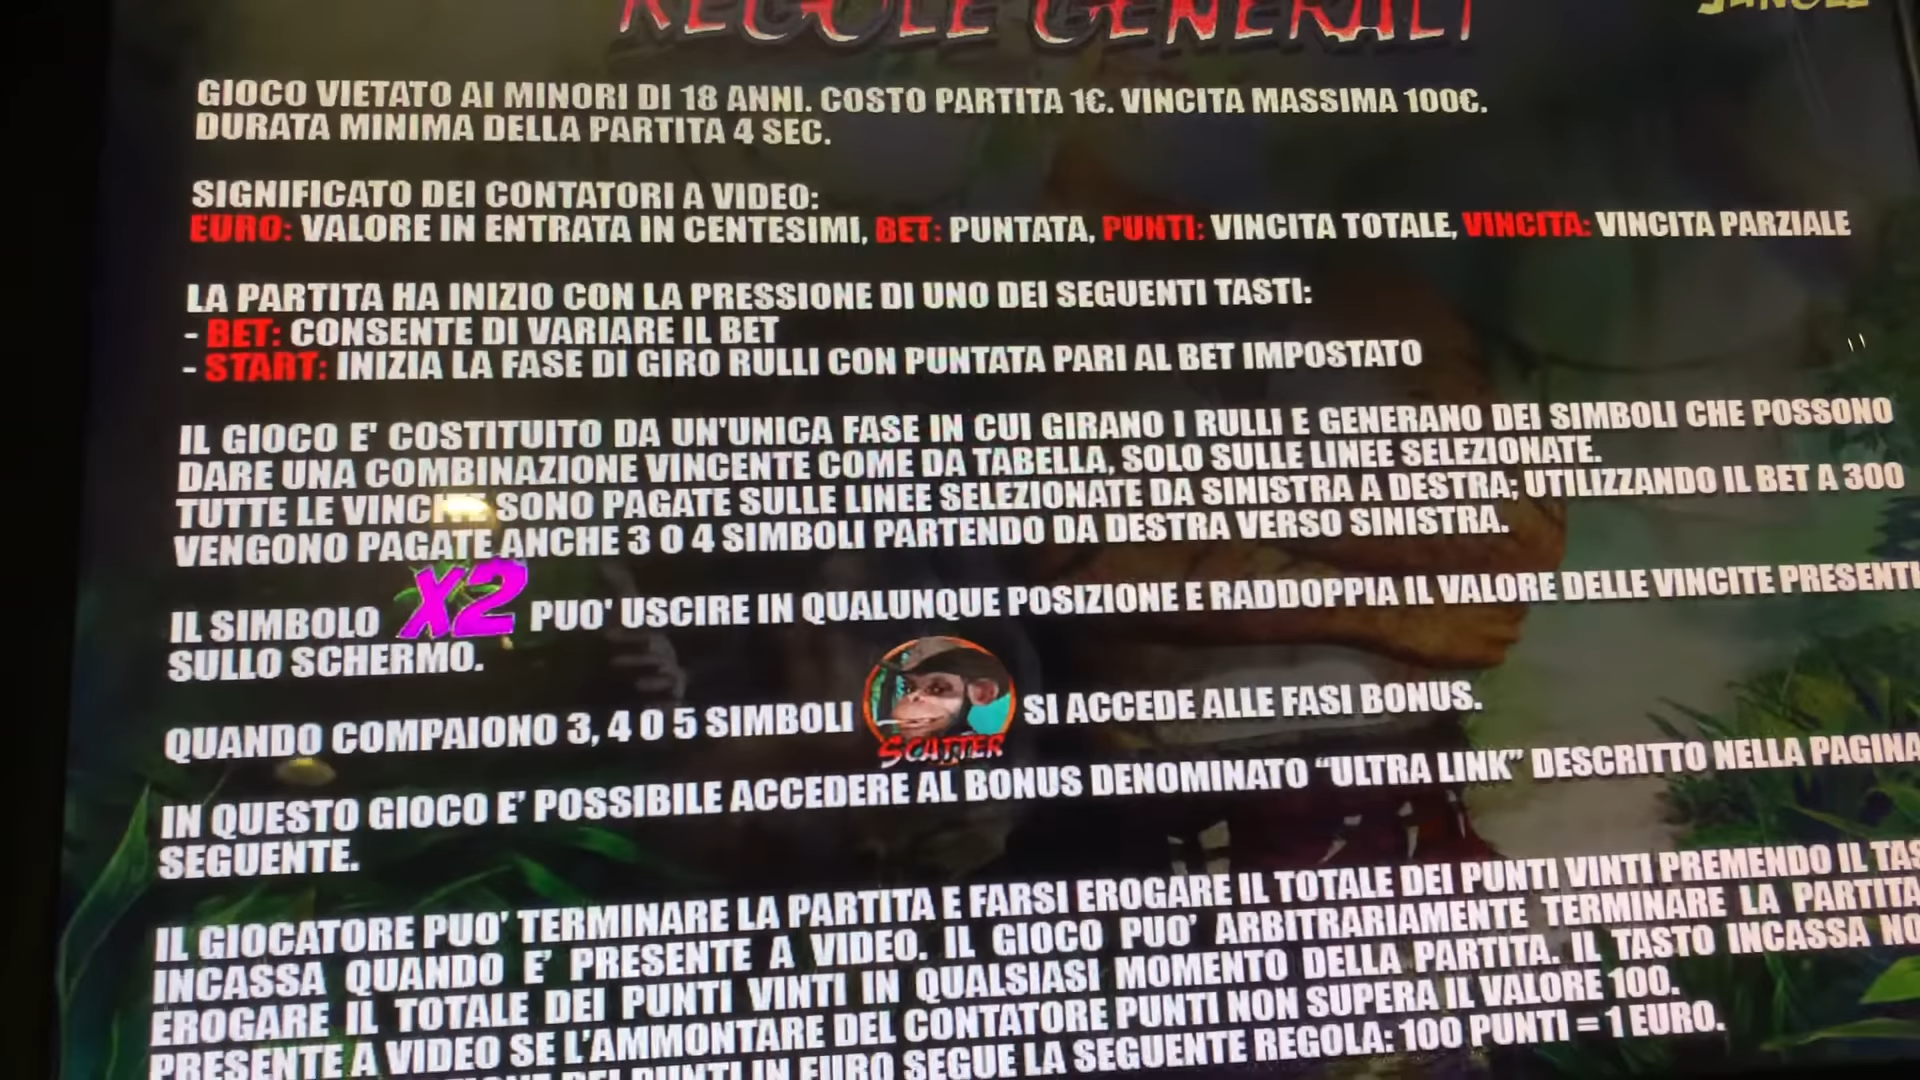 REGOLE GENERALI
JUNGLE
GIOCO VIETATO AI MINORI DI 18 ANNI. COSTO PARTITA 1€. VINCITA MASSIMA 100€.
DURATA MINIMA DELLA PARTITA 4 SEC.
SIGNIFICATO DEI CONTATORI A VIDEO:
EURO: VALORE IN ENTRATA IN CENTESIMI, BET: PUNTATA, PUNTI: VINCITA TOTALE, VINCITA: VINCITA PARZIALE
LA PARTITA HA INIZIO CON LA PRESSIONE DI UNO DEI SEGUENTI TASTI:
- BET: CONSENTE DI VARIARE IL BET
- START: INIZIA LA FASE DI GIRO RULLI CON PUNTATA PARI AL BET IMPOSTATO
IL GIOCO E' COSTITUITO DA UN'UNICA FASE IN CUI GIRANO I RULLI E GENERANO DEI SIMBOLI CHE POSSONO
DARE UNA COMBINAZIONE VINCENTE COME DA TABELLA, SOLO SULLE LINEE SELEZIONATE.
TUTTE LE VINCITE SONO PAGATE SULLE LINEE SELEZIONATE DA SINISTRA A DESTRA; UTILIZZANDO IL BET A 300
VENGONO PAGATE ANCHE 3 O 4 SIMBOLI PARTENDO DA DESTRA VERSO SINISTRA.
IL SIMBOLO X2 PUO' USCIRE IN QUALUNQUE POSIZIONE E RADDOPPIA IL VALORE DELLE VINCITE PRESENTI
SULLO SCHERMO.
QUANDO COMPAIONO 3, 4 O 5 SIMBOLI SCATTER SI ACCEDE ALLE FASI BONUS.
IN QUESTO GIOCO E' POSSIBILE ACCEDERE AL BONUS DENOMINATO “ULTRA LINK” DESCRITTO NELLA PAGINA
SEGUENTE.
IL GIOCATORE PUO' TERMINARE LA PARTITA E FARSI EROGARE IL TOTALE DEI PUNTI VINTI PREMENDO IL TAS
INCASSA QUANDO E' PRESENTE A VIDEO. IL GIOCO PUO' ARBITRARIAMENTE TERMINARE LA PARTITA
EROGARE IL TOTALE DEI PUNTI VINTI IN QUALSIASI MOMENTO DELLA PARTITA. IL TASTO INCASSA NO
PRESENTE A VIDEO SE L'AMMONTARE DEL CONTATORE PUNTI NON SUPERA IL VALORE 100.
DEI PUNTI IN EURO SEGUE LA SEGUENTE REGOLA: 100 PUNTI = 1 EURO.